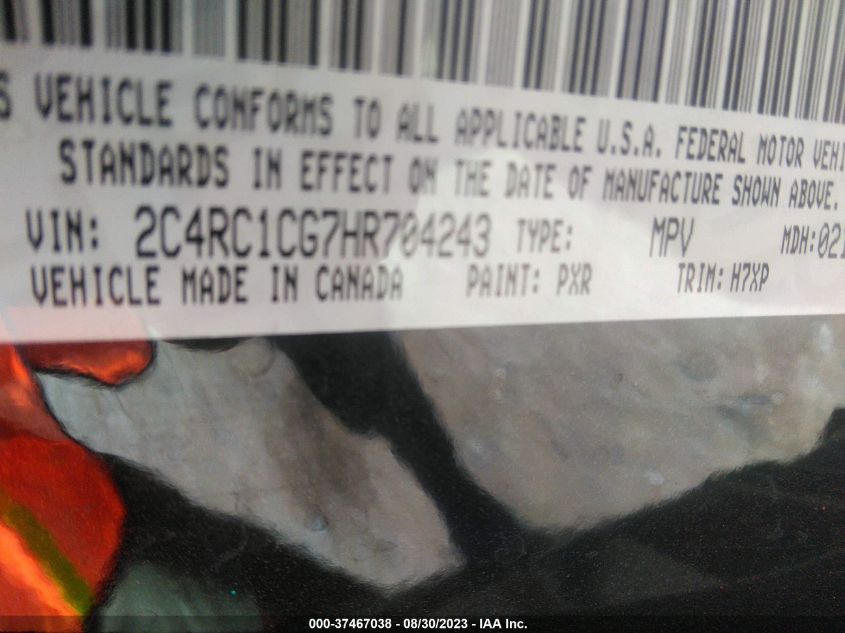 S VEHICLE CONFORMS TO ALL APPLICABLE U.S.A. FEDERAL MOTOR VEHI
STANDARDS IN EFFECT ON THE DATE OF MANUFACTURE SHOWN ABOVE.
VIN: 2C4RC1CG7HR704243 TYPE: MPV MDH:021
VEHICLE MADE IN CANADA PAINT: PXR TRIM: H7XP
000-37467038 - 08/30/2023 - IAA Inc.